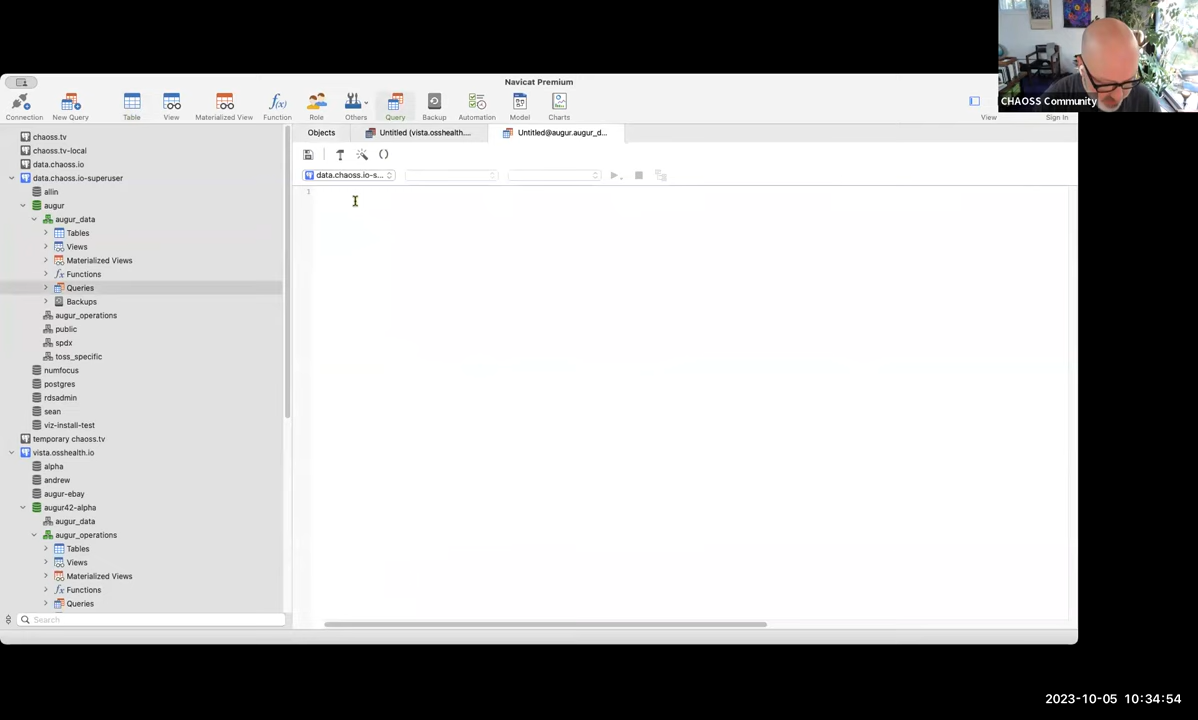 Navicat Premium
CHAOSS Community
Connection New Query Table View Materialized View Function Role Others Query Backup Automation Model Charts View Sign In
Objects Untitled (vista.osshealth.... Untitled@augur.augur_d...
data.chaoss.io-s...
1
chaoss.tv
chaoss.tv-local
data.chaoss.io
data.chaoss.io-superuser
allin
augur
augur_data
Tables
Views
Materialized Views
Functions
Queries
Backups
augur_operations
public
spdx
toss_specific
numfocus
postgres
rdsadmin
sean
viz-install-test
temporary chaoss.tv
vista.osshealth.io
alpha
andrew
augur-ebay
augur42-alpha
augur_data
augur_operations
Tables
Views
Materialized Views
Functions
Queries
Search
2023-10-05 10:34:54